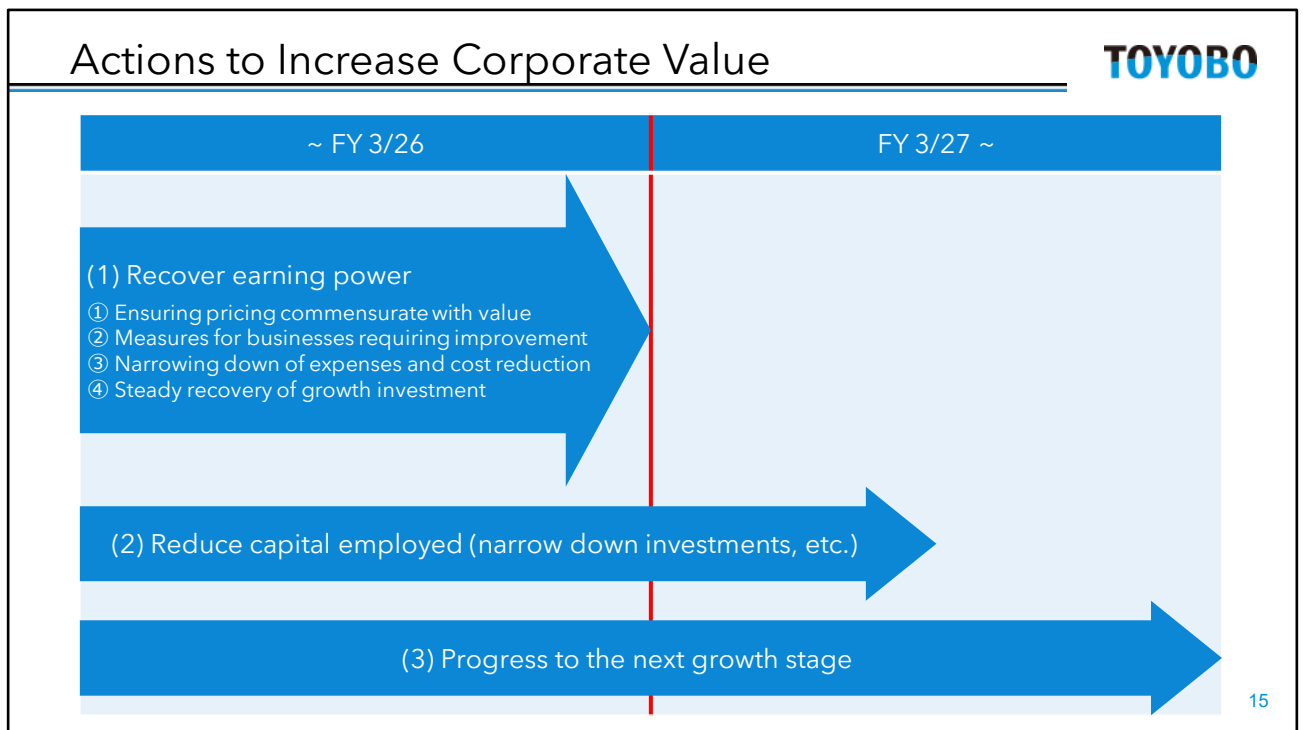 Actions to Increase Corporate Value
TOYOBO
~ FY 3/26
FY 3/27 ~
(1) Recover earning power
① Ensuring pricing commensurate with value
② Measures for businesses requiring improvement
③ Narrowing down of expenses and cost reduction
④ Steady recovery of growth investment
(2) Reduce capital employed (narrow down investments, etc.)
(3) Progress to the next growth stage
15